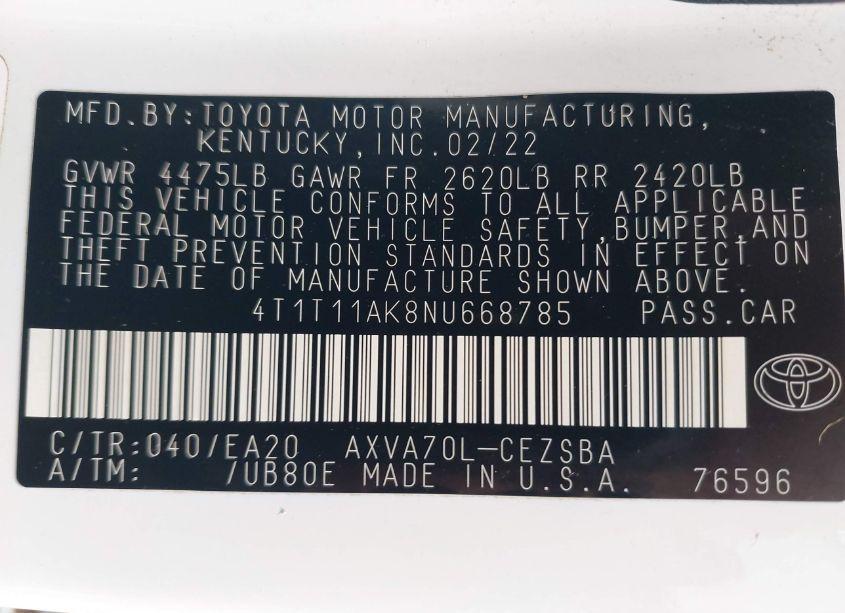 MFD.BY:TOYOTA MOTOR MANUFACTURING,
KENTUCKY,INC.02/22
GVWR 4475LB GAWR FR 2620LB RR 2420LB
THIS VEHICLE CONFORMS TO ALL APPLICABLE
FEDERAL MOTOR VEHICLE SAFETY,BUMPER,AND
THEFT PREVENTION STANDARDS IN EFFECT ON
THE DATE OF MANUFACTURE SHOWN ABOVE.
4T1T11AK8NU668785 PASS.CAR
C/TR:040/EA20 AXVA70L-CEZSBA
A/TM: /UB80E MADE IN U.S.A. 76596